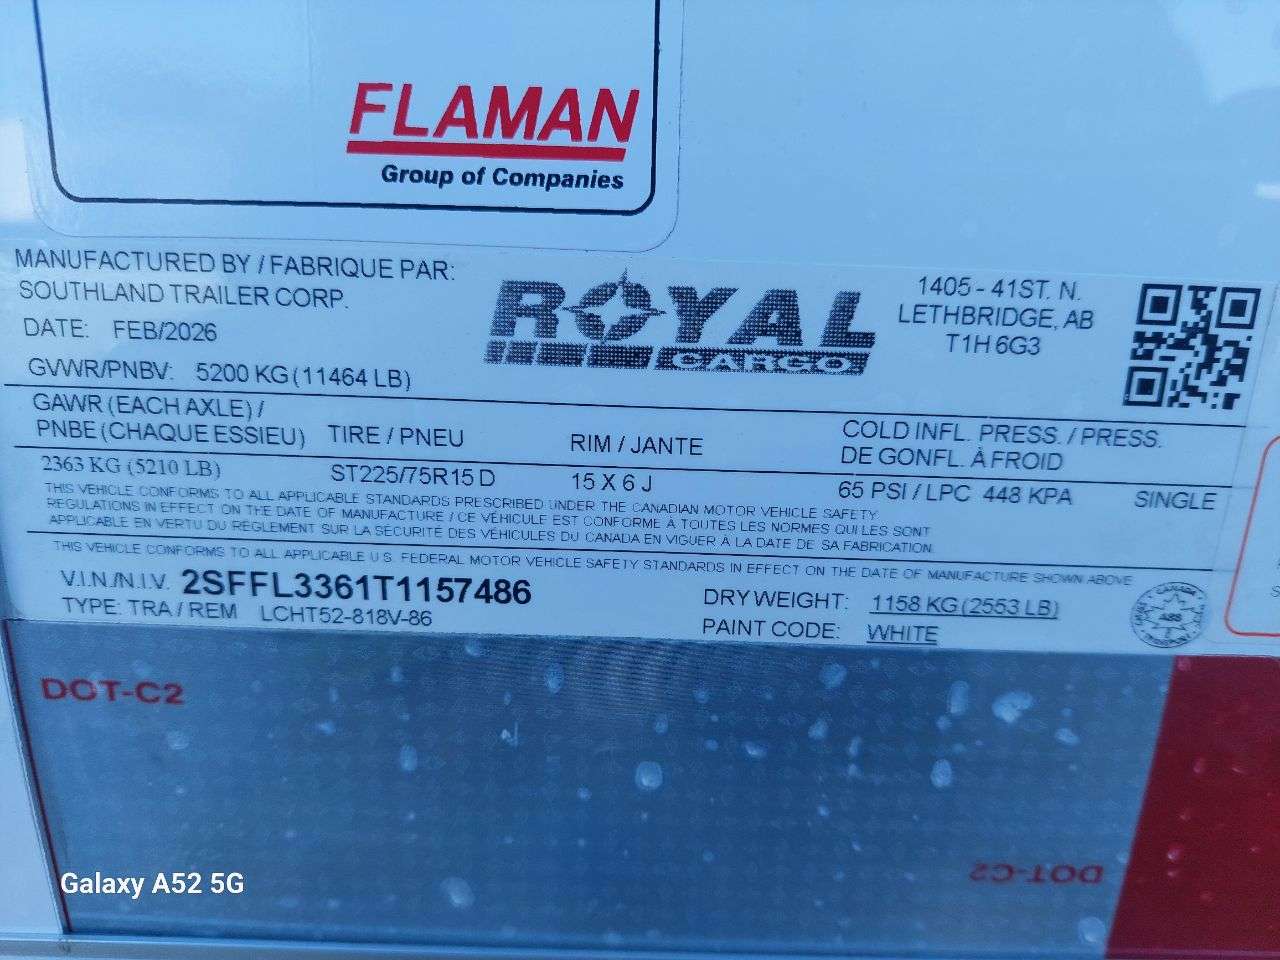 FLAMAN
Group of Companies
MANUFACTURED BY / FABRIQUE PAR:
SOUTHLAND TRAILER CORP.
DATE: FEB/2026
GVWR/PNBV: 5200 KG (11464 LB)
ROYAL
CARGO
1405 - 41ST. N.
LETHBRIDGE, AB
T1H 6G3
GAWR (EACH AXLE) /
PNBE (CHAQUE ESSIEU) TIRE / PNEU RIM / JANTE COLD INFL. PRESS. / PRESS.
DE GONFL. À FROID
2363 KG (5210 LB) ST225/75R15 D 15 X 6 J 65 PSI / LPC 448 KPA SINGLE
THIS VEHICLE CONFORMS TO ALL APPLICABLE STANDARDS PRESCRIBED UNDER THE CANADIAN MOTOR VEHICLE SAFETY
REGULATIONS IN EFFECT ON THE DATE OF MANUFACTURE / CE VÉHICULE EST CONFORME À TOUTES LES NORMES QUI LES SONT
APPLICABLE EN VERTU DU RÈGLEMENT SUR LA SÉCURITÉ DES VÉHICULES DU CANADA EN VIGUER À LA DATE DE SA FABRICATION.
THIS VEHICLE CONFORMS TO ALL APPLICABLE U.S. FEDERAL MOTOR VEHICLE SAFETY STANDARDS IN EFFECT ON THE DATE OF MANUFACTURE SHOWN ABOVE
V.I.N./N.I.V. 2SFFL3361T1157486
TYPE: TRA / REM LCHT52-818V-86
DRY WEIGHT: 1158 KG (2553 LB)
PAINT CODE: WHITE
CANADA
DOT-C2
DOT-C2
Galaxy A52 5G